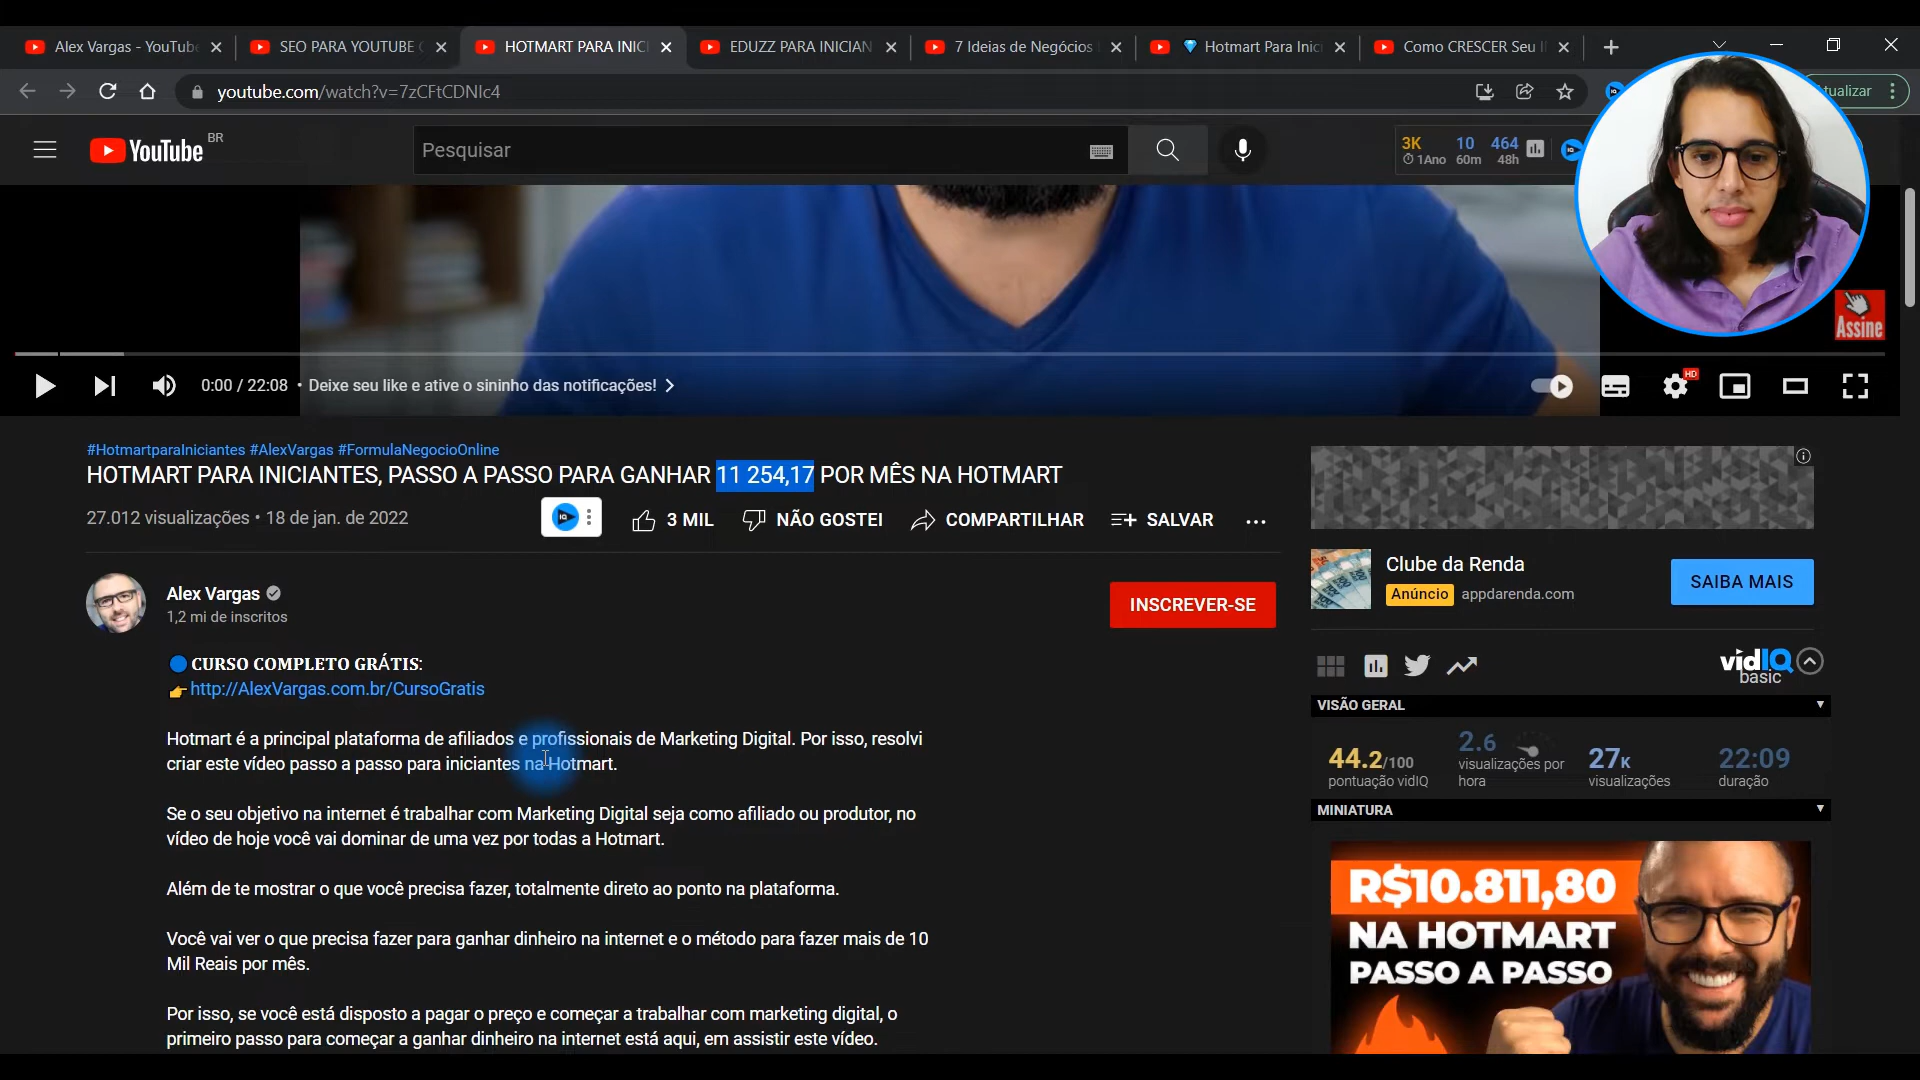 Alex Vargas - YouTube
SEO PARA YOUTUBE
HOTMART PARA INIC
EDUZZ PARA INICIAN
7 Ideias de Negócios
💎 Hotmart Para Inic
Como CRESCER Seu
youtube.com/watch?v=7zCFtCDNIc4
tualizar
YouTube BR
Pesquisar
3K 10 464
1Ano 60m 48h
Assine
0:00 / 22:08 • Deixe seu like e ative o sininho das notificações!
HD
#HotmartparaIniciantes #AlexVargas #FormulaNegocioOnline
HOTMART PARA INICIANTES, PASSO A PASSO PARA GANHAR 11 254,17 POR MÊS NA HOTMART
27.012 visualizações • 18 de jan. de 2022
IQ
3 MIL
NÃO GOSTEI
COMPARTILHAR
SALVAR
Alex Vargas
1,2 mi de inscritos
INSCREVER-SE
🔵 CURSO COMPLETO GRÁTIS:
👉 http://AlexVargas.com.br/CursoGratis
Hotmart é a principal plataforma de afiliados e profissionais de Marketing Digital. Por isso, resolvi
criar este vídeo passo a passo para iniciantes na Hotmart.
Se o seu objetivo na internet é trabalhar com Marketing Digital seja como afiliado ou produtor, no
vídeo de hoje você vai dominar de uma vez por todas a Hotmart.
Além de te mostrar o que você precisa fazer, totalmente direto ao ponto na plataforma.
Você vai ver o que precisa fazer para ganhar dinheiro na internet e o método para fazer mais de 10
Mil Reais por mês.
Por isso, se você está disposto a pagar o preço e começar a trabalhar com marketing digital, o
primeiro passo para começar a ganhar dinheiro na internet está aqui, em assistir este vídeo.
Clube da Renda
Anúncio appdarenda.com
SAIBA MAIS
vidIQ
basic
VISÃO GERAL
44.2/100
pontuação vidIQ
2.6
visualizações por
hora
27K
visualizações
22:09
duração
MINIATURA
R$10.811,80
NA HOTMART
PASSO A PASSO